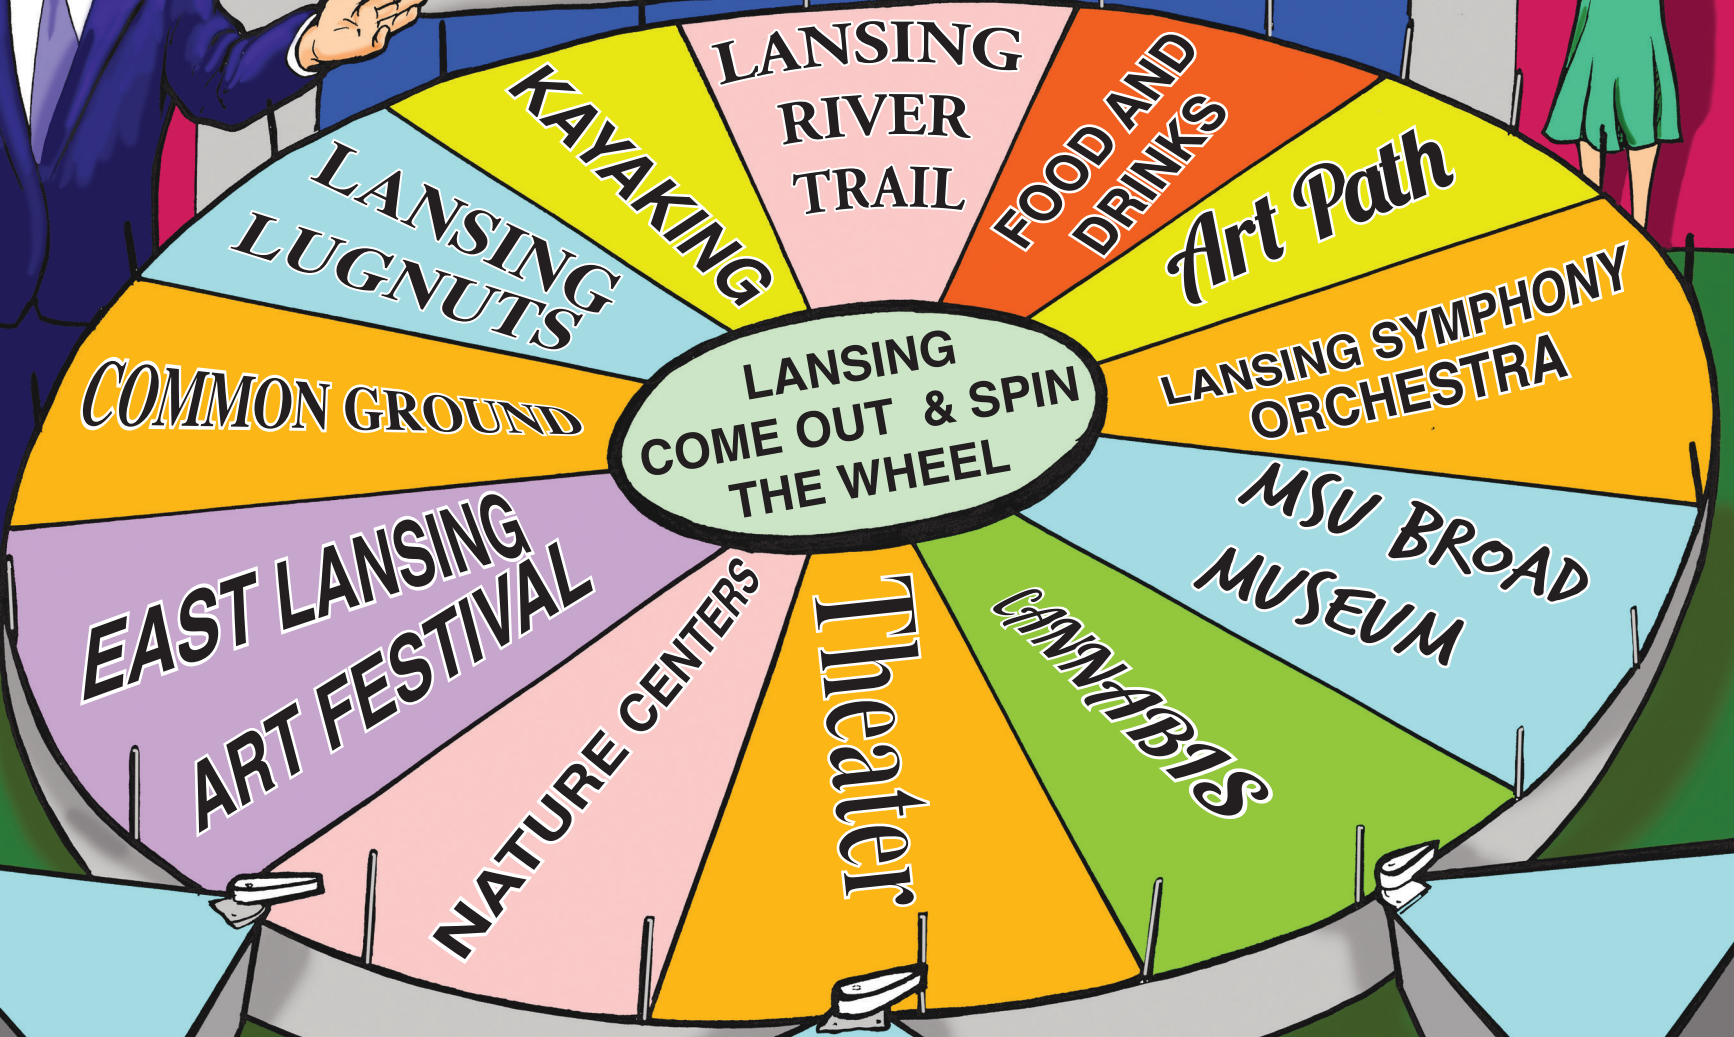 LANSING
RIVER
TRAIL
FOOD AND
DRINKS
Art Path
LANSING SYMPHONY
ORCHESTRA
MSU BROAD
MUSEUM
CANNABIS
Theater
NATURE CENTERS
EAST LANSING
ART FESTIVAL
COMMON GROUND
LANSING
LUGNUTS
KAYAKING
LANSING
COME OUT & SPIN
THE WHEEL